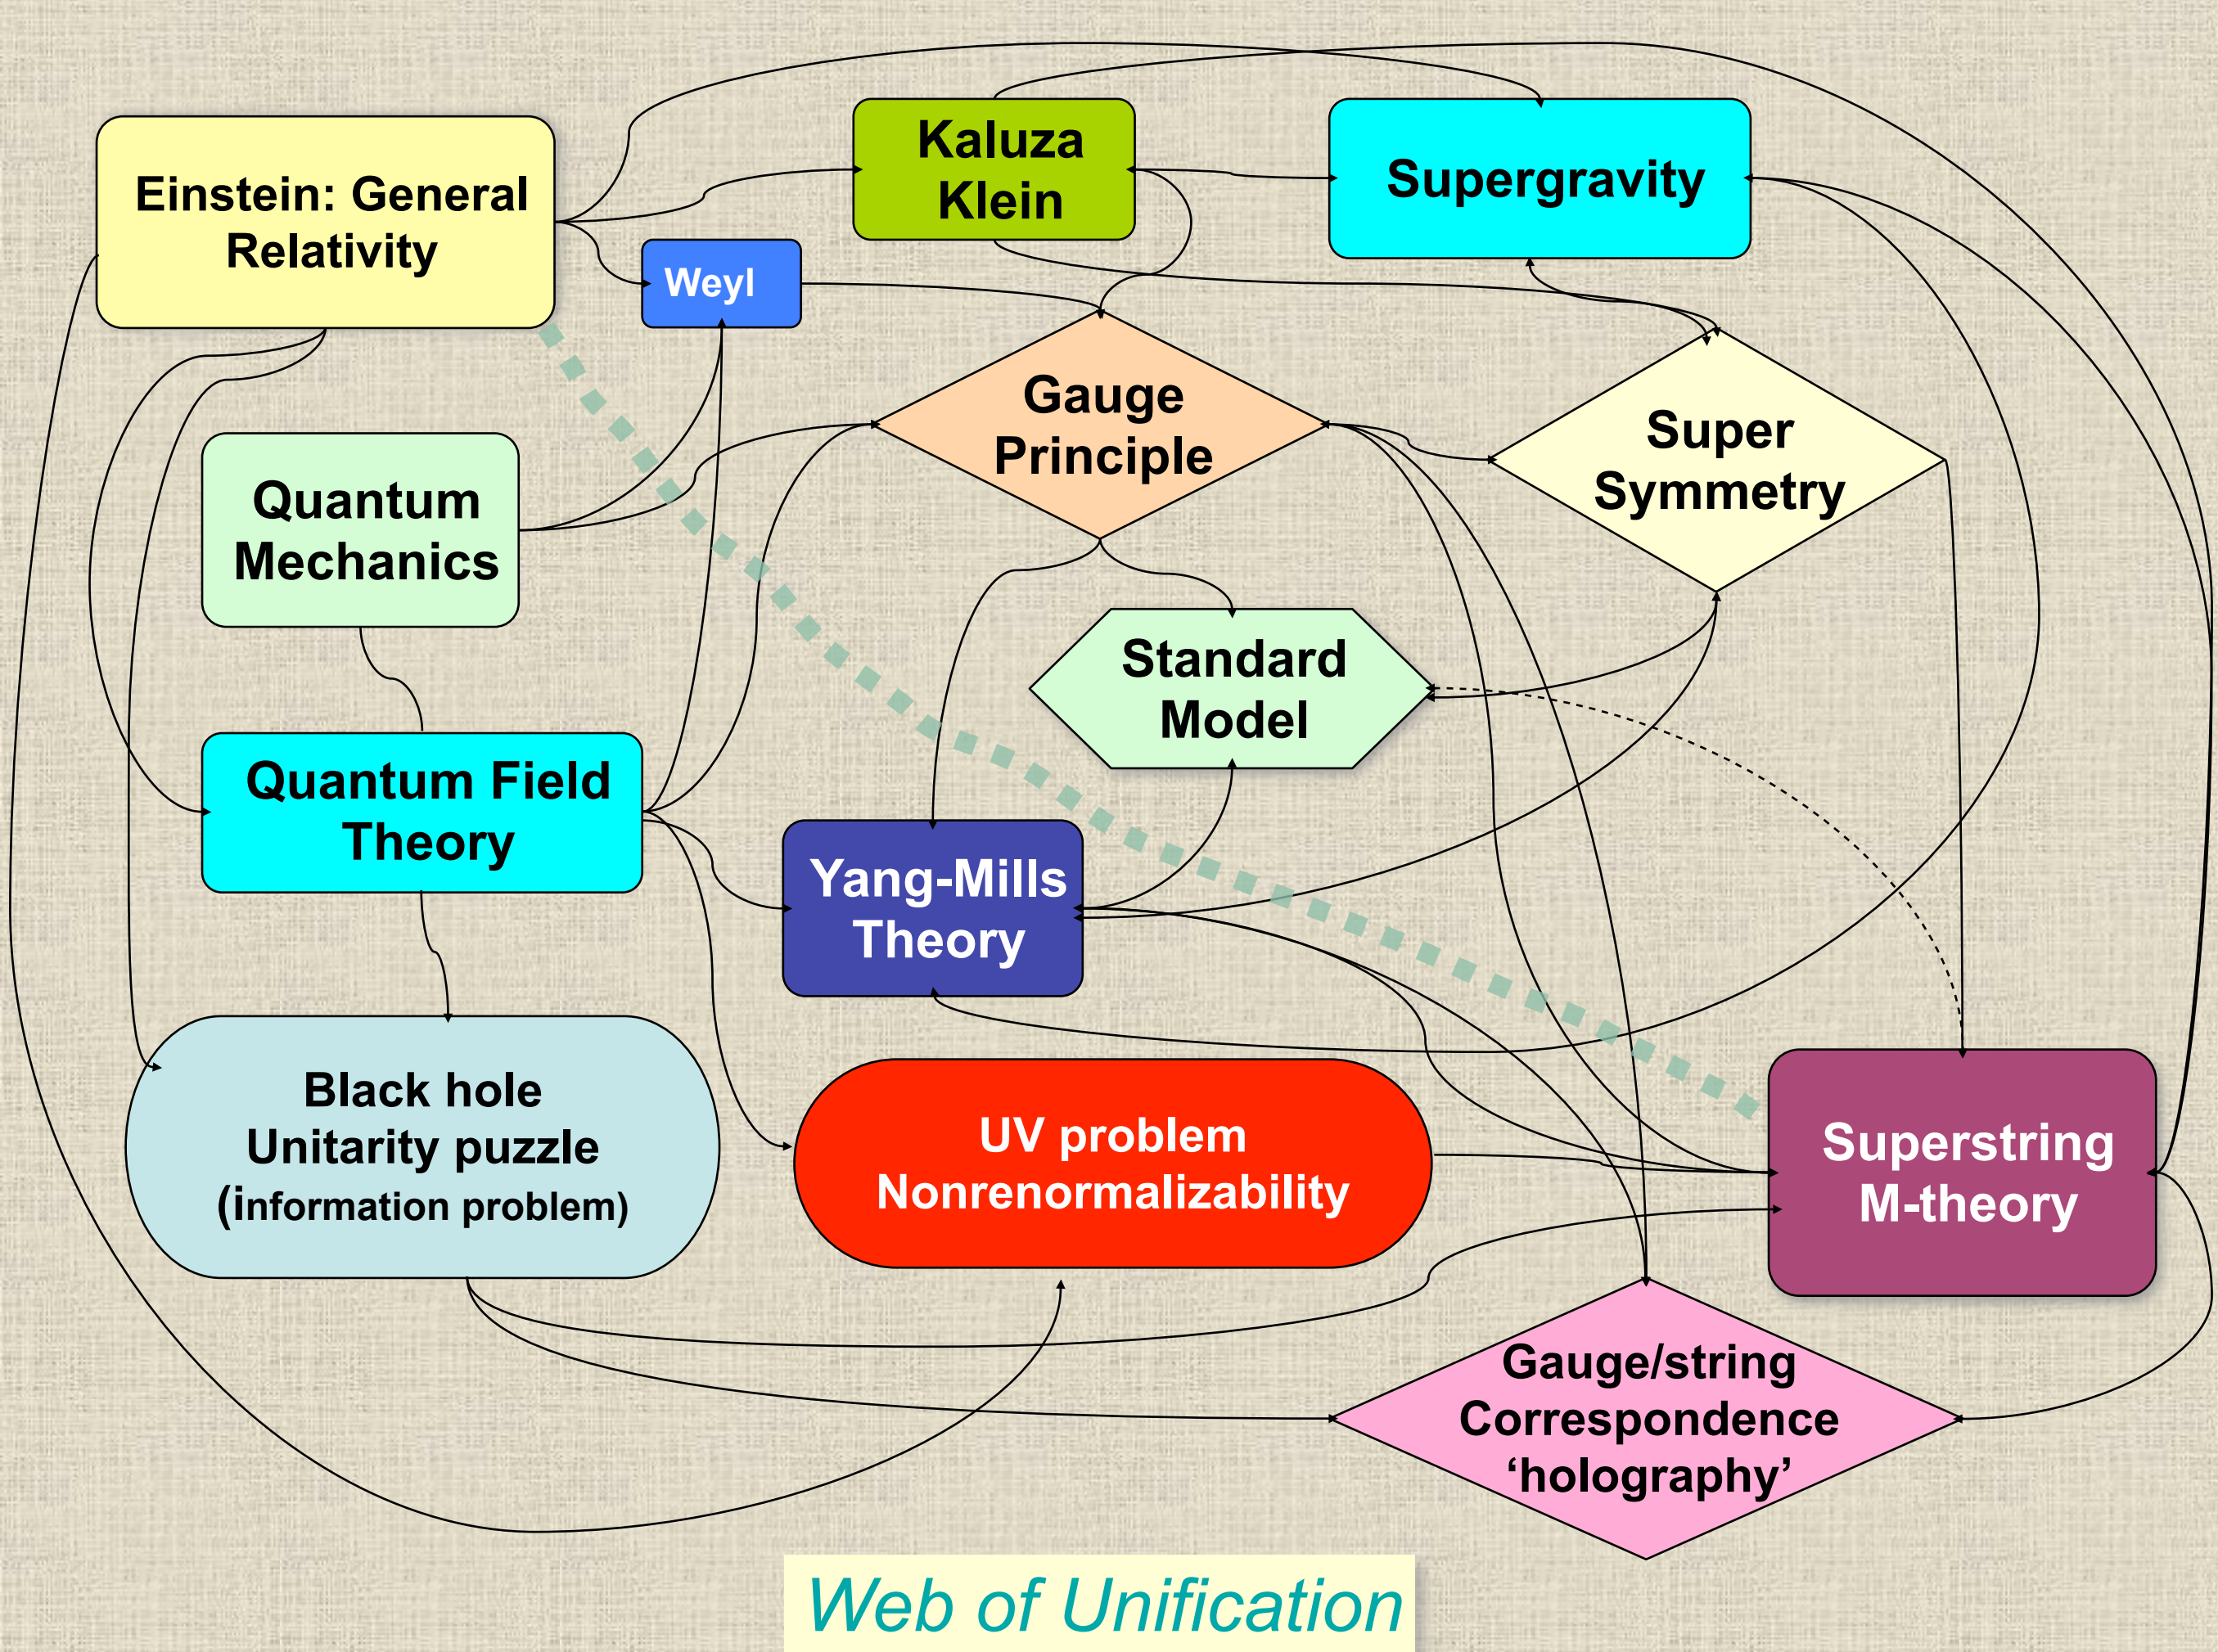 Kaluza
Klein
Supergravity
Einstein: General
Relativity
Weyl
Gauge
Principle
Super
Symmetry
Quantum
Mechanics
Standard
Model
Quantum Field
Theory
Yang-Mills
Theory
Black hole
Unitarity puzzle
(information problem)
UV problem
Nonrenormalizability
Superstring
M-theory
Gauge/string
Correspondence
‘holography’
Web of Unification